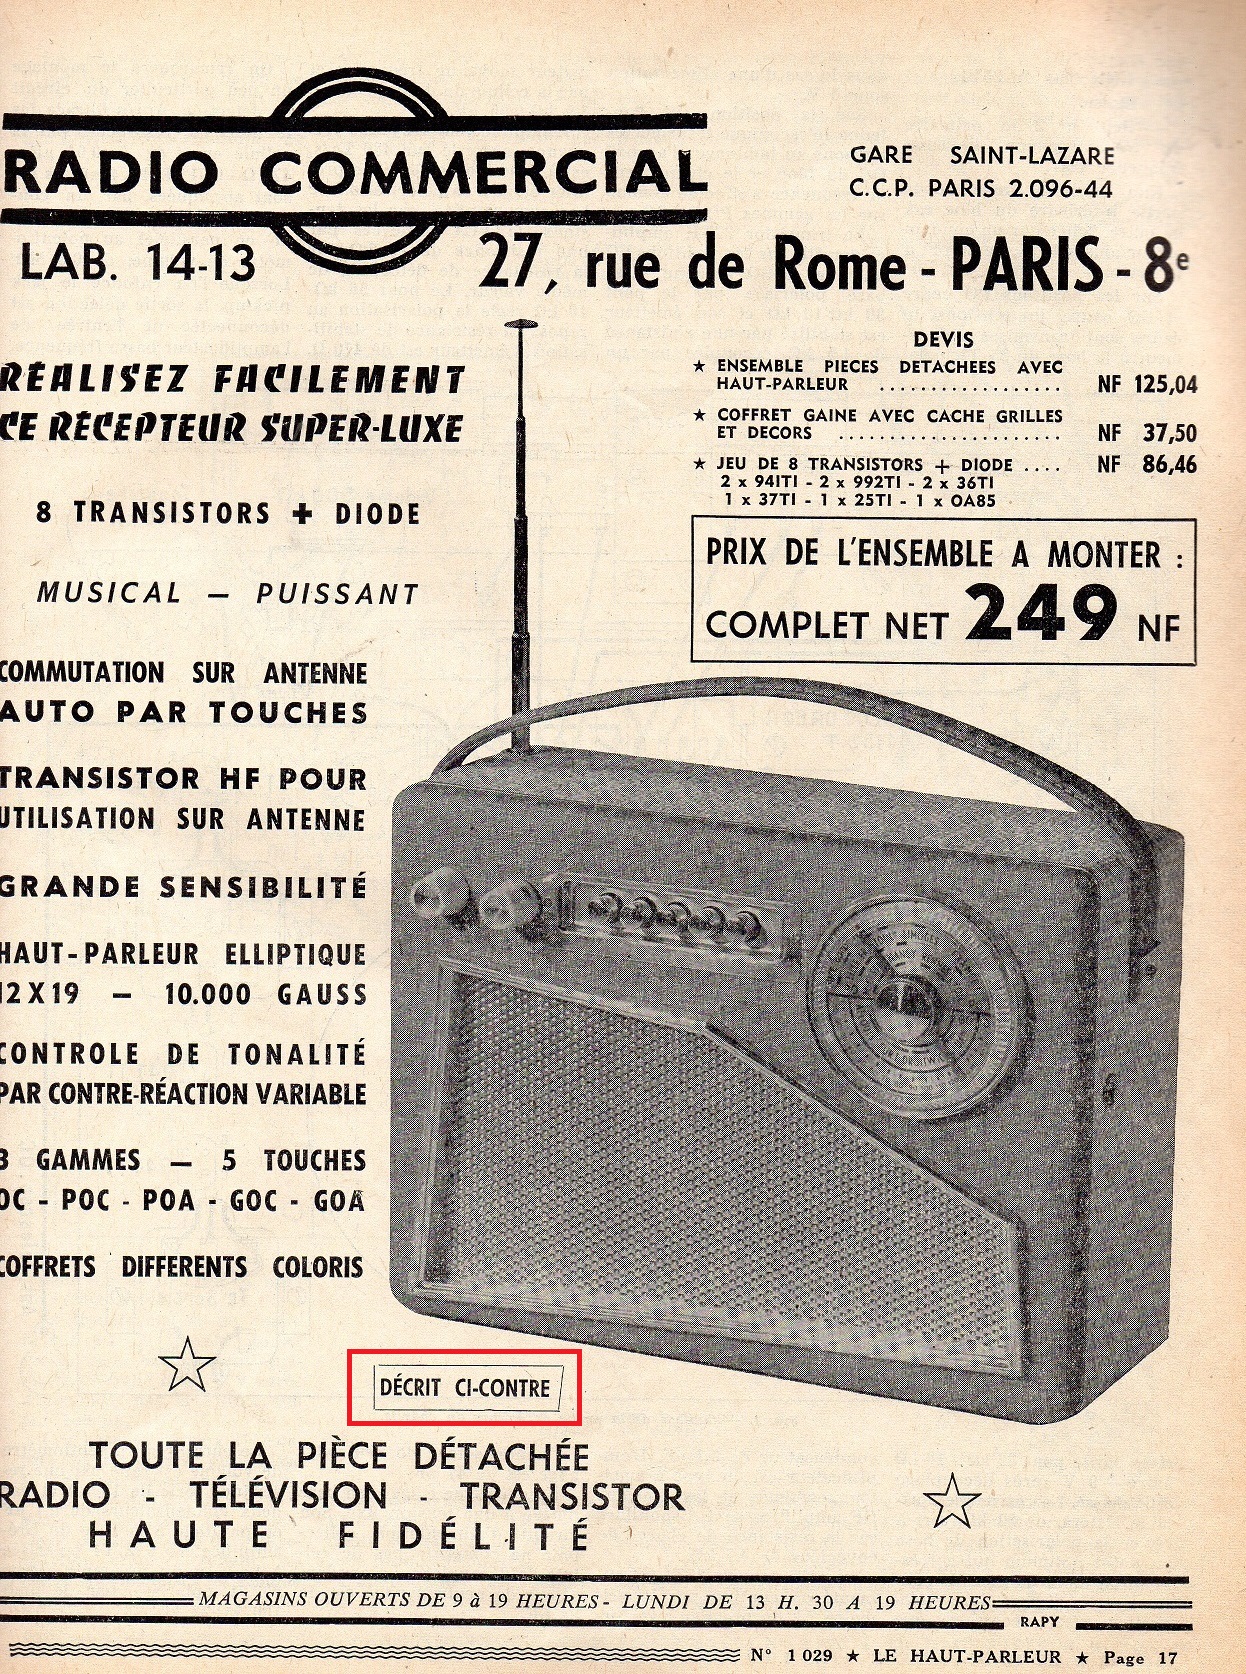 RADIO COMMERCIAL
GARE SAINT-LAZARE
C.C.P. PARIS 2.096-44
LAB. 14-13
27, rue de Rome - PARIS - 8e
RÉALISEZ FACILEMENT
CE RÉCEPTEUR SUPER-LUXE
8 TRANSISTORS + DIODE
MUSICAL — PUISSANT
COMMUTATION SUR ANTENNE
AUTO PAR TOUCHES
TRANSISTOR HF POUR
UTILISATION SUR ANTENNE
GRANDE SENSIBILITÉ
HAUT-PARLEUR ELLIPTIQUE
12X19 — 10.000 GAUSS
CONTROLE DE TONALITÉ
PAR CONTRE-RÉACTION VARIABLE
3 GAMMES — 5 TOUCHES
OC - POC - POA - GOC - GOA
COFFRETS DIFFERENTS COLORIS
DEVIS
★ ENSEMBLE PIECES DETACHEES AVEC
HAUT-PARLEUR .................. NF 125,04
★ COFFRET GAINE AVEC CACHE GRILLES
ET DECORS ...................... NF 37,50
★ JEU DE 8 TRANSISTORS + DIODE .... NF 86,46
2 x 941TI - 2 x 992TI - 2 x 36TI
1 x 37TI - 1 x 25TI - 1 x OA85
PRIX DE L'ENSEMBLE A MONTER :
COMPLET NET 249 NF
DÉCRIT CI-CONTRE
TOUTE LA PIÈCE DÉTACHÉE
RADIO - TÉLÉVISION - TRANSISTOR
HAUTE FIDÉLITÉ
MAGASINS OUVERTS DE 9 à 19 HEURES - LUNDI DE 13 H. 30 A 19 HEURES
RAPY
N° 1 029 ★ LE HAUT-PARLEUR ★ Page 17